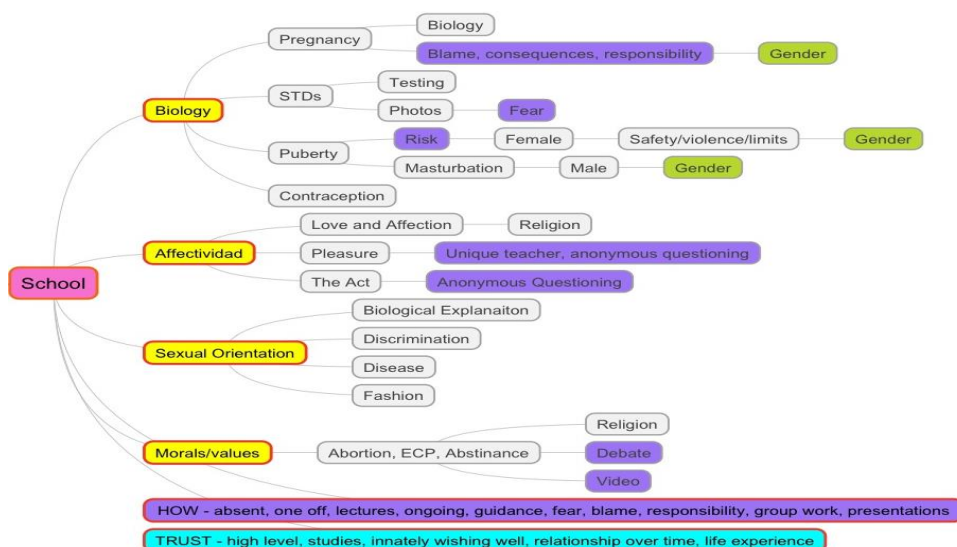 School
Biology
Pregnancy
Biology
Blame, consequences, responsibility
Gender
STDs
Testing
Photos
Fear
Puberty
Risk
Female
Safety/violence/limits
Gender
Masturbation
Male
Gender
Contraception
Affectividad
Love and Affection
Religion
Pleasure
Unique teacher, anonymous questioning
The Act
Anonymous Questioning
Sexual Orientation
Biological Explanaiton
Discrimination
Disease
Fashion
Morals/values
Abortion, ECP, Abstinance
Religion
Debate
Video
HOW - absent, one off, lectures, ongoing, guidance, fear, blame, responsibility, group work, presentations
TRUST - high level, studies, innately wishing well, relationship over time, life experience